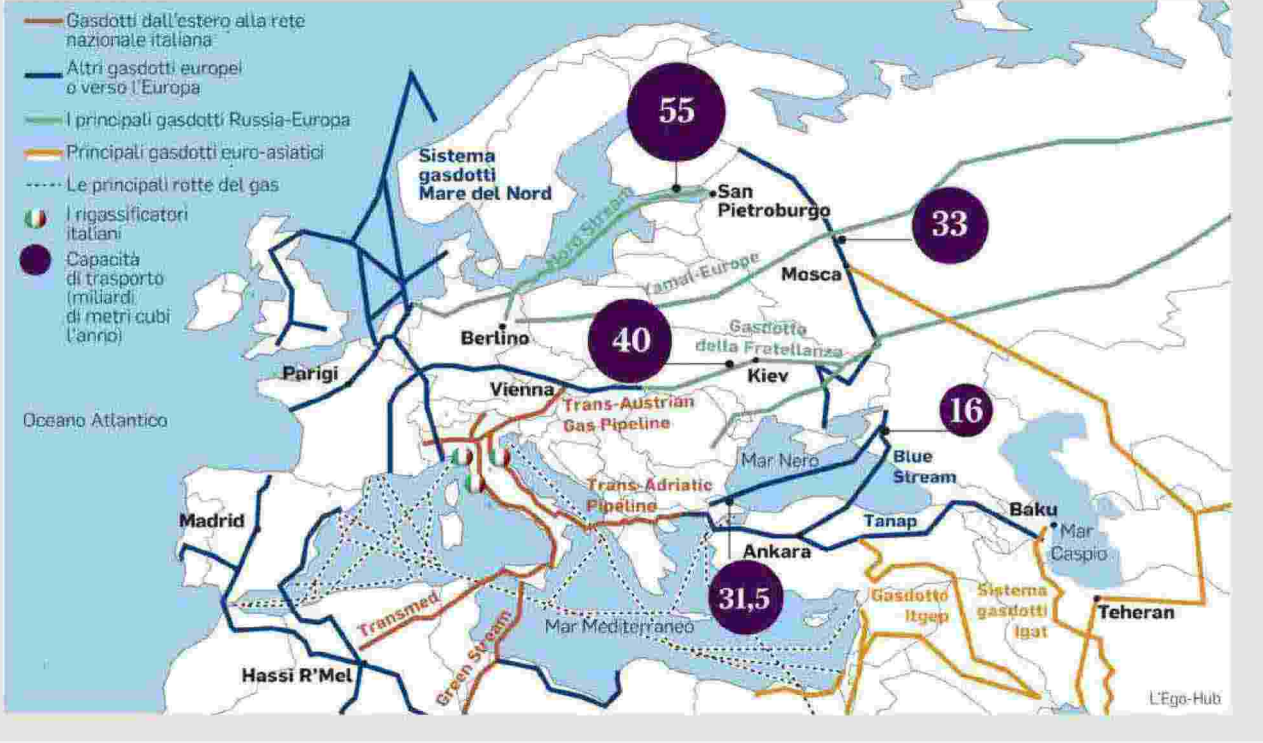 Gasdotti dall'estero alla rete
nazionale italiana
Altri gasdotti europei
o verso l'Europa
I principali gasdotti Russia-Europa
Principali gasdotti euro-asiatici
Le principali rotte del gas
I rigassificatori
italiani
Capacità
di trasporto
(miliardi
di metri cubi
l'anno)
Sistema
gasdotti
Mare del Nord
55
San
Pietroburgo
Nord Stream
33
Yamal-Europe
Mosca
Berlino
40
Gasdotto
della Fretellanza
Kiev
Parigi
Vienna
Trans-Austrian
Gas Pipeline
16
Oceano Atlantico
Mar Nero
Blue
Stream
Trans-Adriatic
Pipeline
Madrid
Tanap
Baku
Mar
Caspio
Ankara
31,5
Gasdotto
Itgep
Sistema
gasdotti
Igat
Teheran
Transmed
Mar Mediterraneo
Green Stream
Hassi R'Mel
L'Ego-Hub